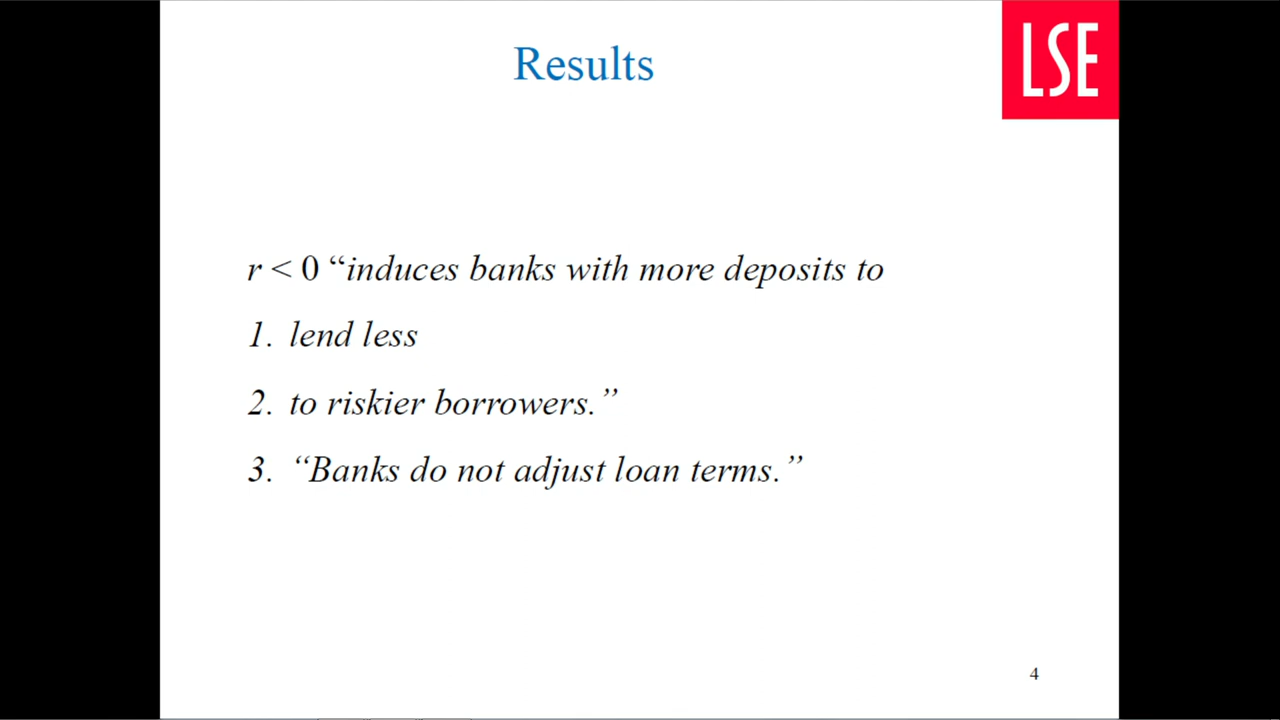 Results
LSE
r < 0 “induces banks with more deposits to
1. lend less
2. to riskier borrowers.”
3. “Banks do not adjust loan terms.”
4